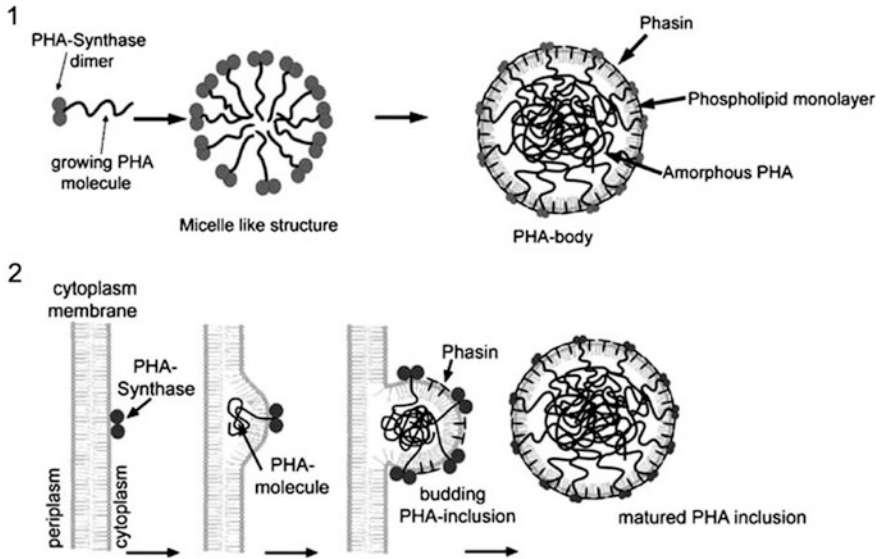 1
PHA-Synthase
dimer
growing PHA
molecule
Micelle like structure
Phasin
Phospholipid monolayer
Amorphous PHA
PHA-body
2
cytoplasm
membrane
PHA-
Synthase
periplasm
cytoplasm
PHA-
molecule
Phasin
budding
PHA-inclusion
matured PHA inclusion